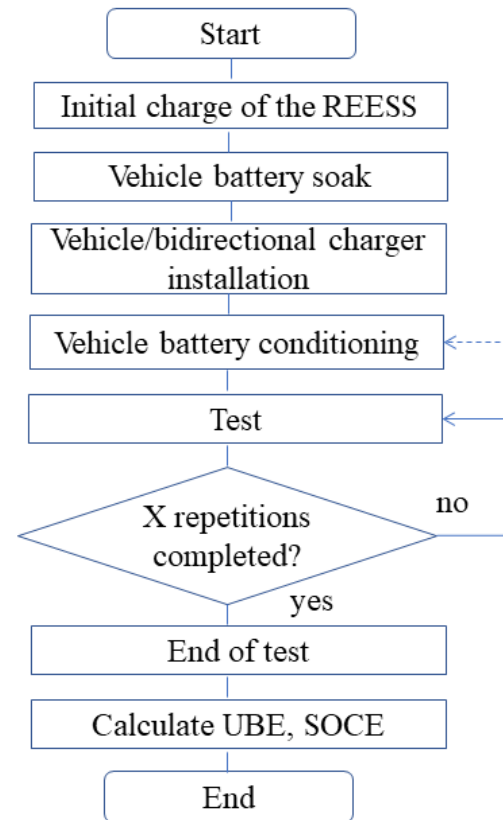 Start
Initial charge of the REESS
Vehicle battery soak
Vehicle/bidirectional charger
installation
Vehicle battery conditioning
Test
X repetitions
completed?
no
yes
End of test
Calculate UBE, SOCE
End